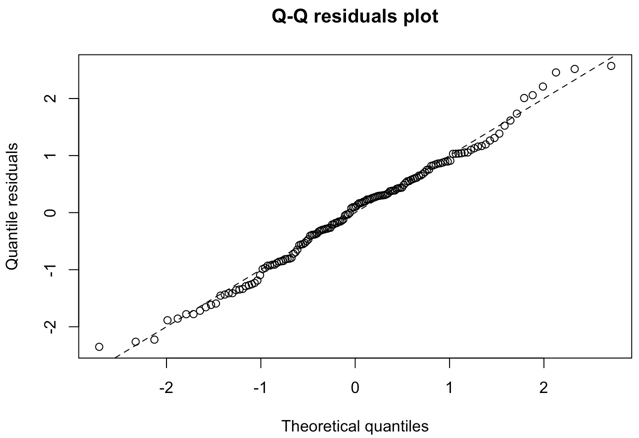 Q-Q residuals plot
Quantile residuals
2
1
0
-1
-2
-2 -1 0 1 2
Theoretical quantiles